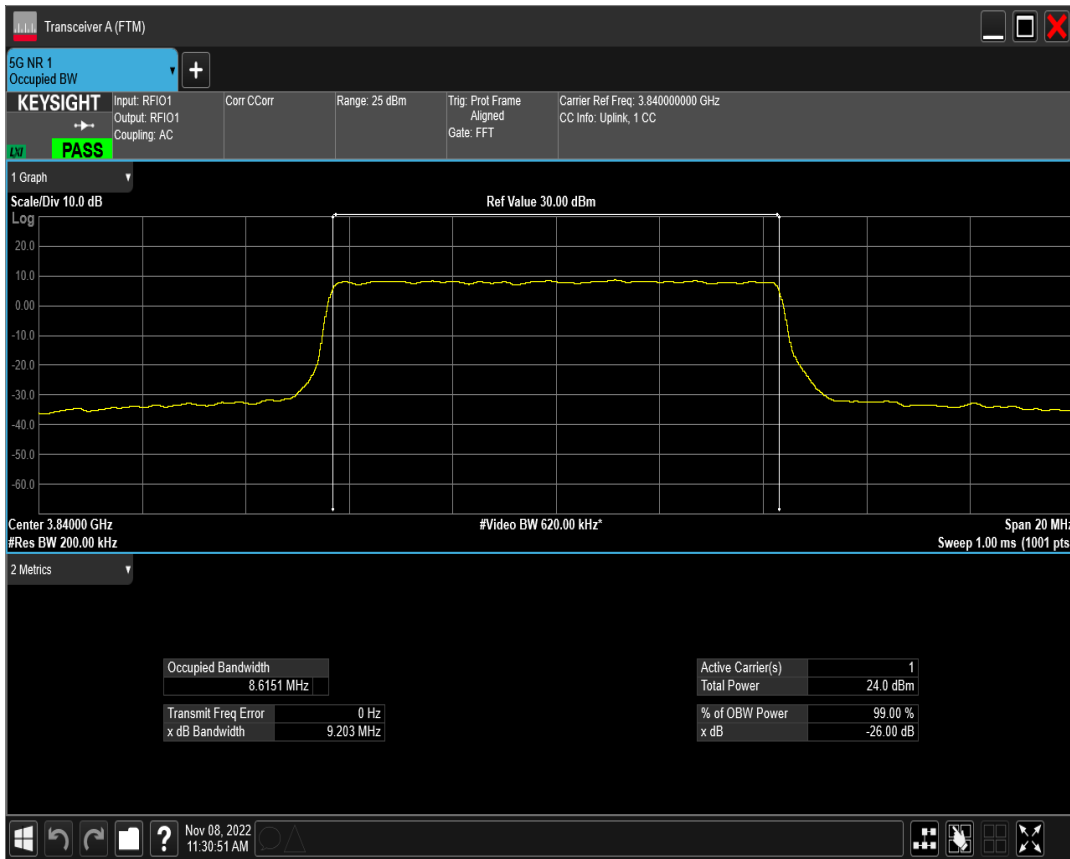 Transceiver A (FTM)
5G NR 1
Occupied BW
+
KEYSIGHT
LXI
PASS
Input: RFIO1
Output: RFIO1
Coupling: AC
Corr CCorr
Range: 25 dBm
Trig: Prot Frame
Aligned
Gate: FFT
Carrier Ref Freq: 3.840000000 GHz
CC Info: Uplink, 1 CC
1 Graph
Scale/Div 10.0 dB
Ref Value 30.00 dBm
Log
20.0
10.0
0.00
-10.0
-20.0
-30.0
-40.0
-50.0
-60.0
Center 3.84000 GHz
#Video BW 620.00 kHz*
Span 20 MHz
#Res BW 200.00 kHz
Sweep 1.00 ms (1001 pts
2 Metrics
Occupied Bandwidth
8.6151 MHz
Transmit Freq Error 0 Hz
x dB Bandwidth 9.203 MHz
Active Carrier(s) 1
Total Power 24.0 dBm
% of OBW Power 99.00 %
x dB -26.00 dB
?
Nov 08, 2022
11:30:51 AM